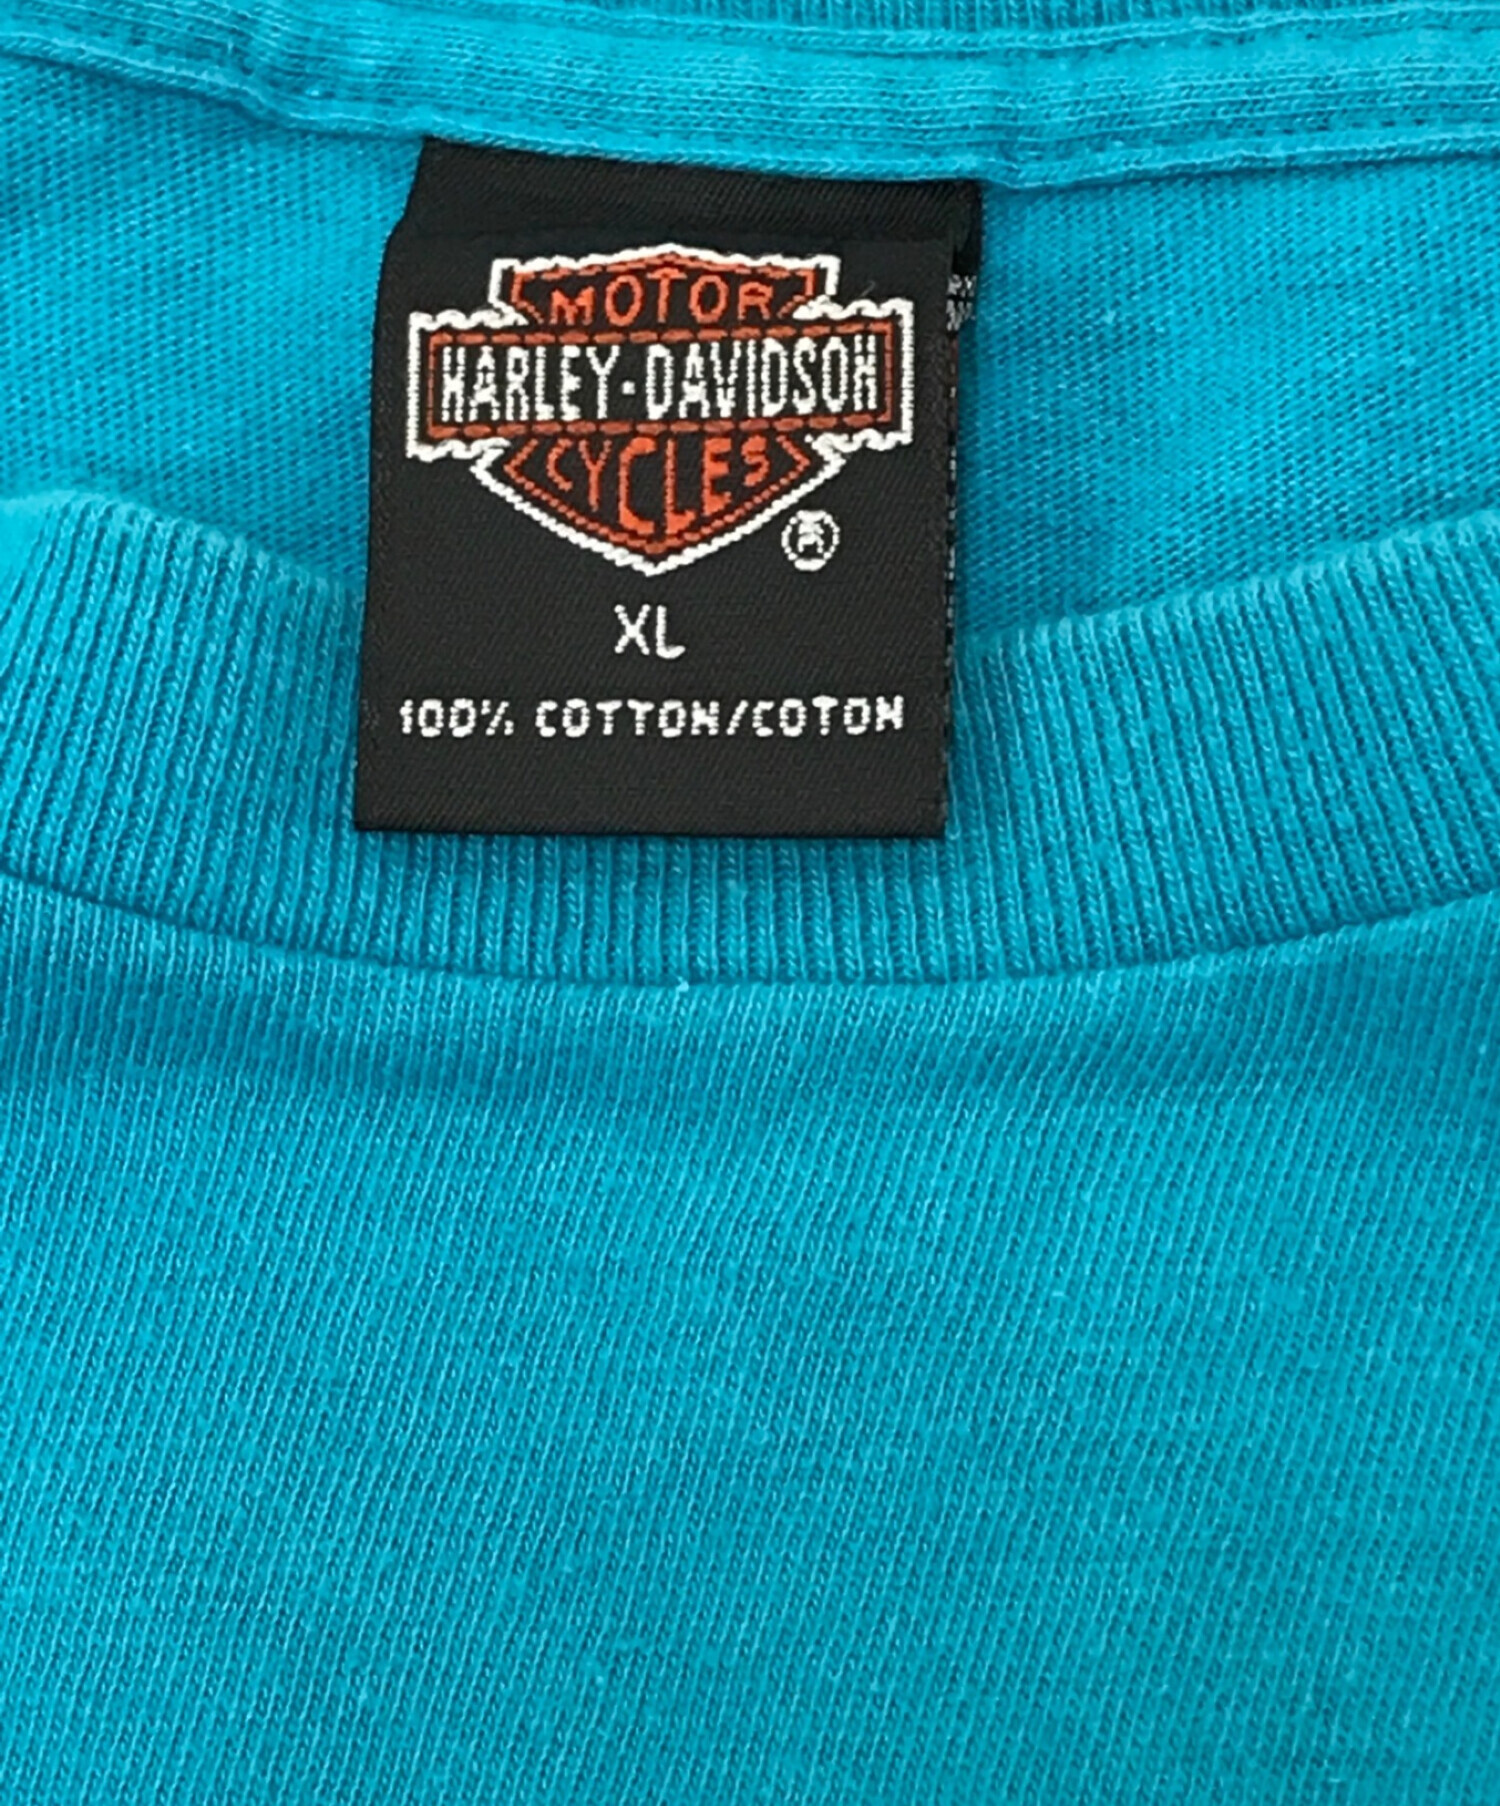 MOTOR
HARLEY-DAVIDSON
CYCLES
®
XL
100% COTTON/COTON